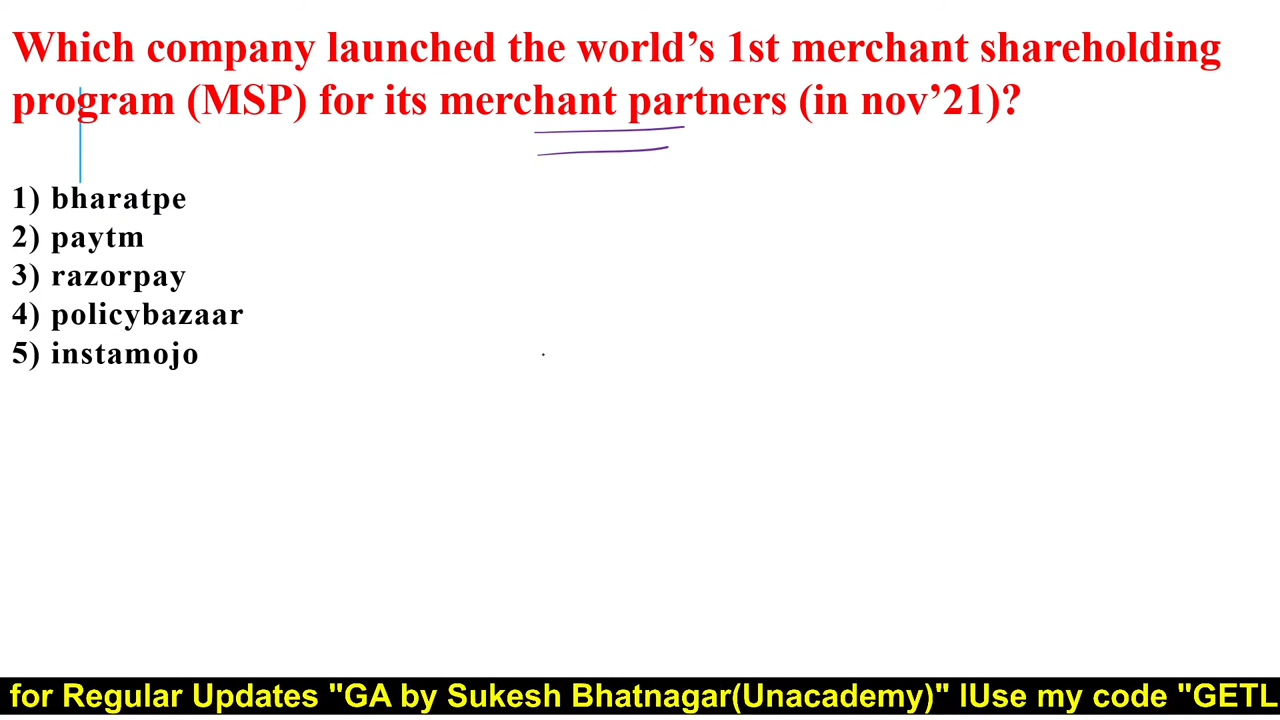 Which company launched the world’s 1st merchant shareholding
program (MSP) for its merchant partners (in nov’21)?
1) bharatpe
2) paytm
3) razorpay
4) policybazaar
5) instamojo
for Regular Updates "GA by Sukesh Bhatnagar(Unacademy)" lUse my code "GETL